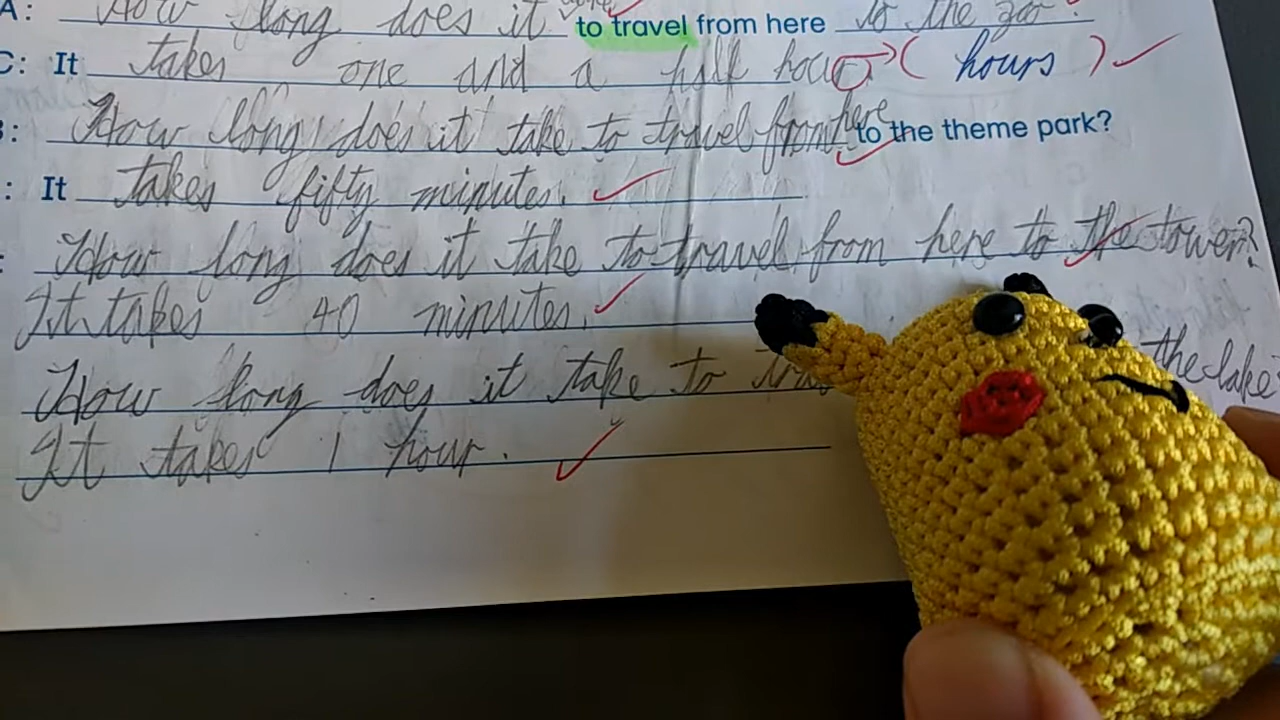 A: How long does it take to travel from here to the zoo?
C: It takes one and a half hour (hours)
: How long does it take to travel from here to the theme park?
: It takes fifty minutes.
: How long does it take to travel from here to the tower?
It takes 40 minutes.
How long does it take to the lake
It takes 1 hour.